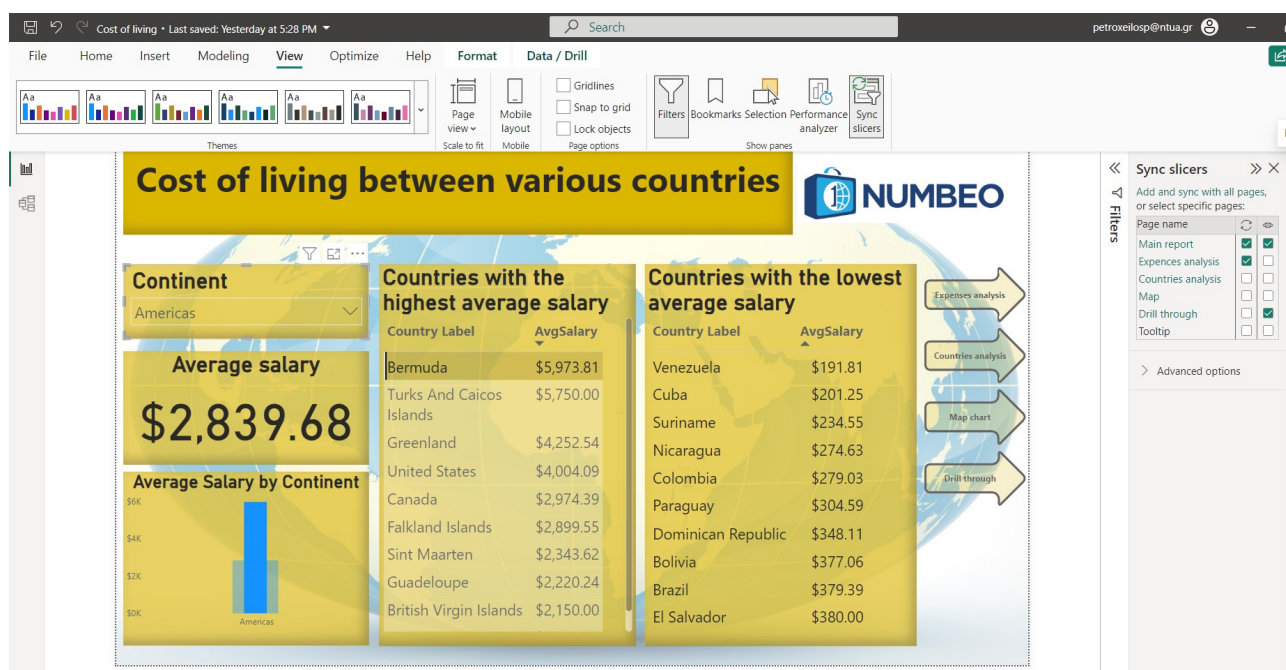 Cost of living • Last saved: Yesterday at 5:28 PM
Search
petroxeilosp@ntua.gr
File Home Insert Modeling View Optimize Help Format Data / Drill
Aa Aa Aa Aa Aa Aa
Themes
Page view
Scale to fit
Mobile layout
Mobile
Gridlines
Snap to grid
Lock objects
Page options
Filters Bookmarks Selection Performance analyzer Sync slicers
Show panes
Cost of living between various countries
1 NUMBEO
Continent
Americas
Average salary
$2,839.68
Average Salary by Continent
$6K
$4K
$2K
$0K
Americas
Countries with the
highest average salary
Country Label AvgSalary
Bermuda $5,973.81
Turks And Caicos $5,750.00
Islands
Greenland $4,252.54
United States $4,004.09
Canada $2,974.39
Falkland Islands $2,899.55
Sint Maarten $2,343.62
Guadeloupe $2,220.24
British Virgin Islands $2,150.00
Countries with the lowest
average salary
Country Label AvgSalary
Venezuela $191.81
Cuba $201.25
Suriname $234.55
Nicaragua $274.63
Colombia $279.03
Paraguay $304.59
Dominican Republic $348.11
Bolivia $377.06
Brazil $379.39
El Salvador $380.00
Expenses analysis
Countries analysis
Map chart
Drill through
Filters
Sync slicers
Add and sync with all pages,
or select specific pages:
Page name
Main report
Expences analysis
Countries analysis
Map
Drill through
Tooltip
Advanced options